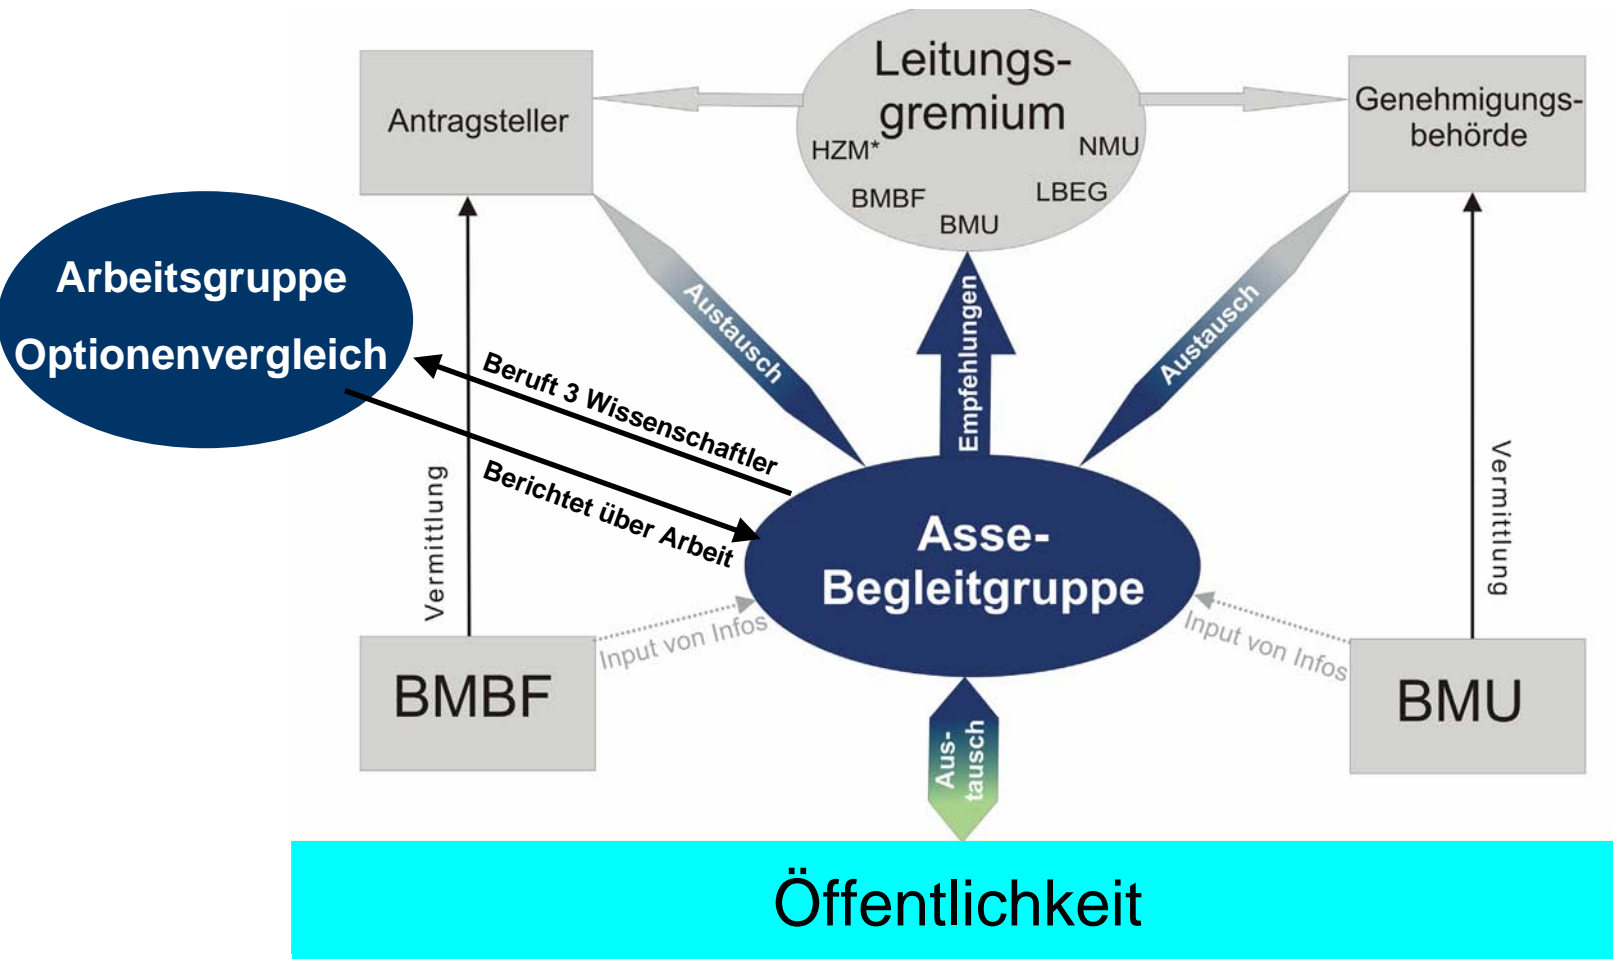 Leitungs-
gremium
HZM*
NMU
BMBF
LBEG
BMU
Antragsteller
Genehmigungs-
behörde
Arbeitsgruppe
Optionenvergleich
Austausch
Empfehlungen
Austausch
Beruft 3 Wissenschaftler
Berichtet über Arbeit
Vermittlung
Vermittlung
Asse-
Begleitgruppe
Input von Infos
Input von Infos
BMBF
BMU
Aus-
tausch
Öffentlichkeit